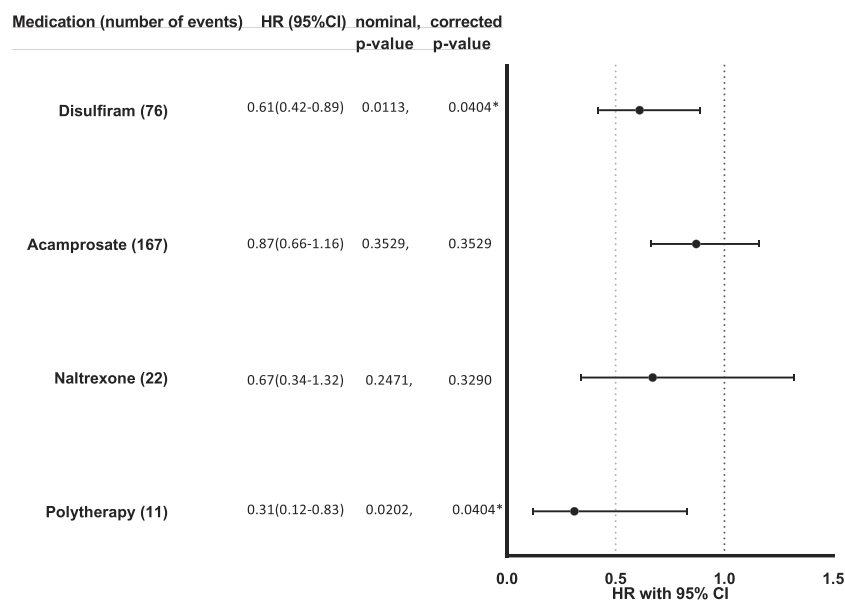 Medication (number of events) HR (95%CI) nominal, corrected
p-value p-value
Disulfiram (76) 0.61(0.42-0.89) 0.0113, 0.0404*
Acamprosate (167) 0.87(0.66-1.16) 0.3529, 0.3529
Naltrexone (22) 0.67(0.34-1.32) 0.2471, 0.3290
Polytherapy (11) 0.31(0.12-0.83) 0.0202, 0.0404*
0.0 0.5 1.0 1.5
HR with 95% CI